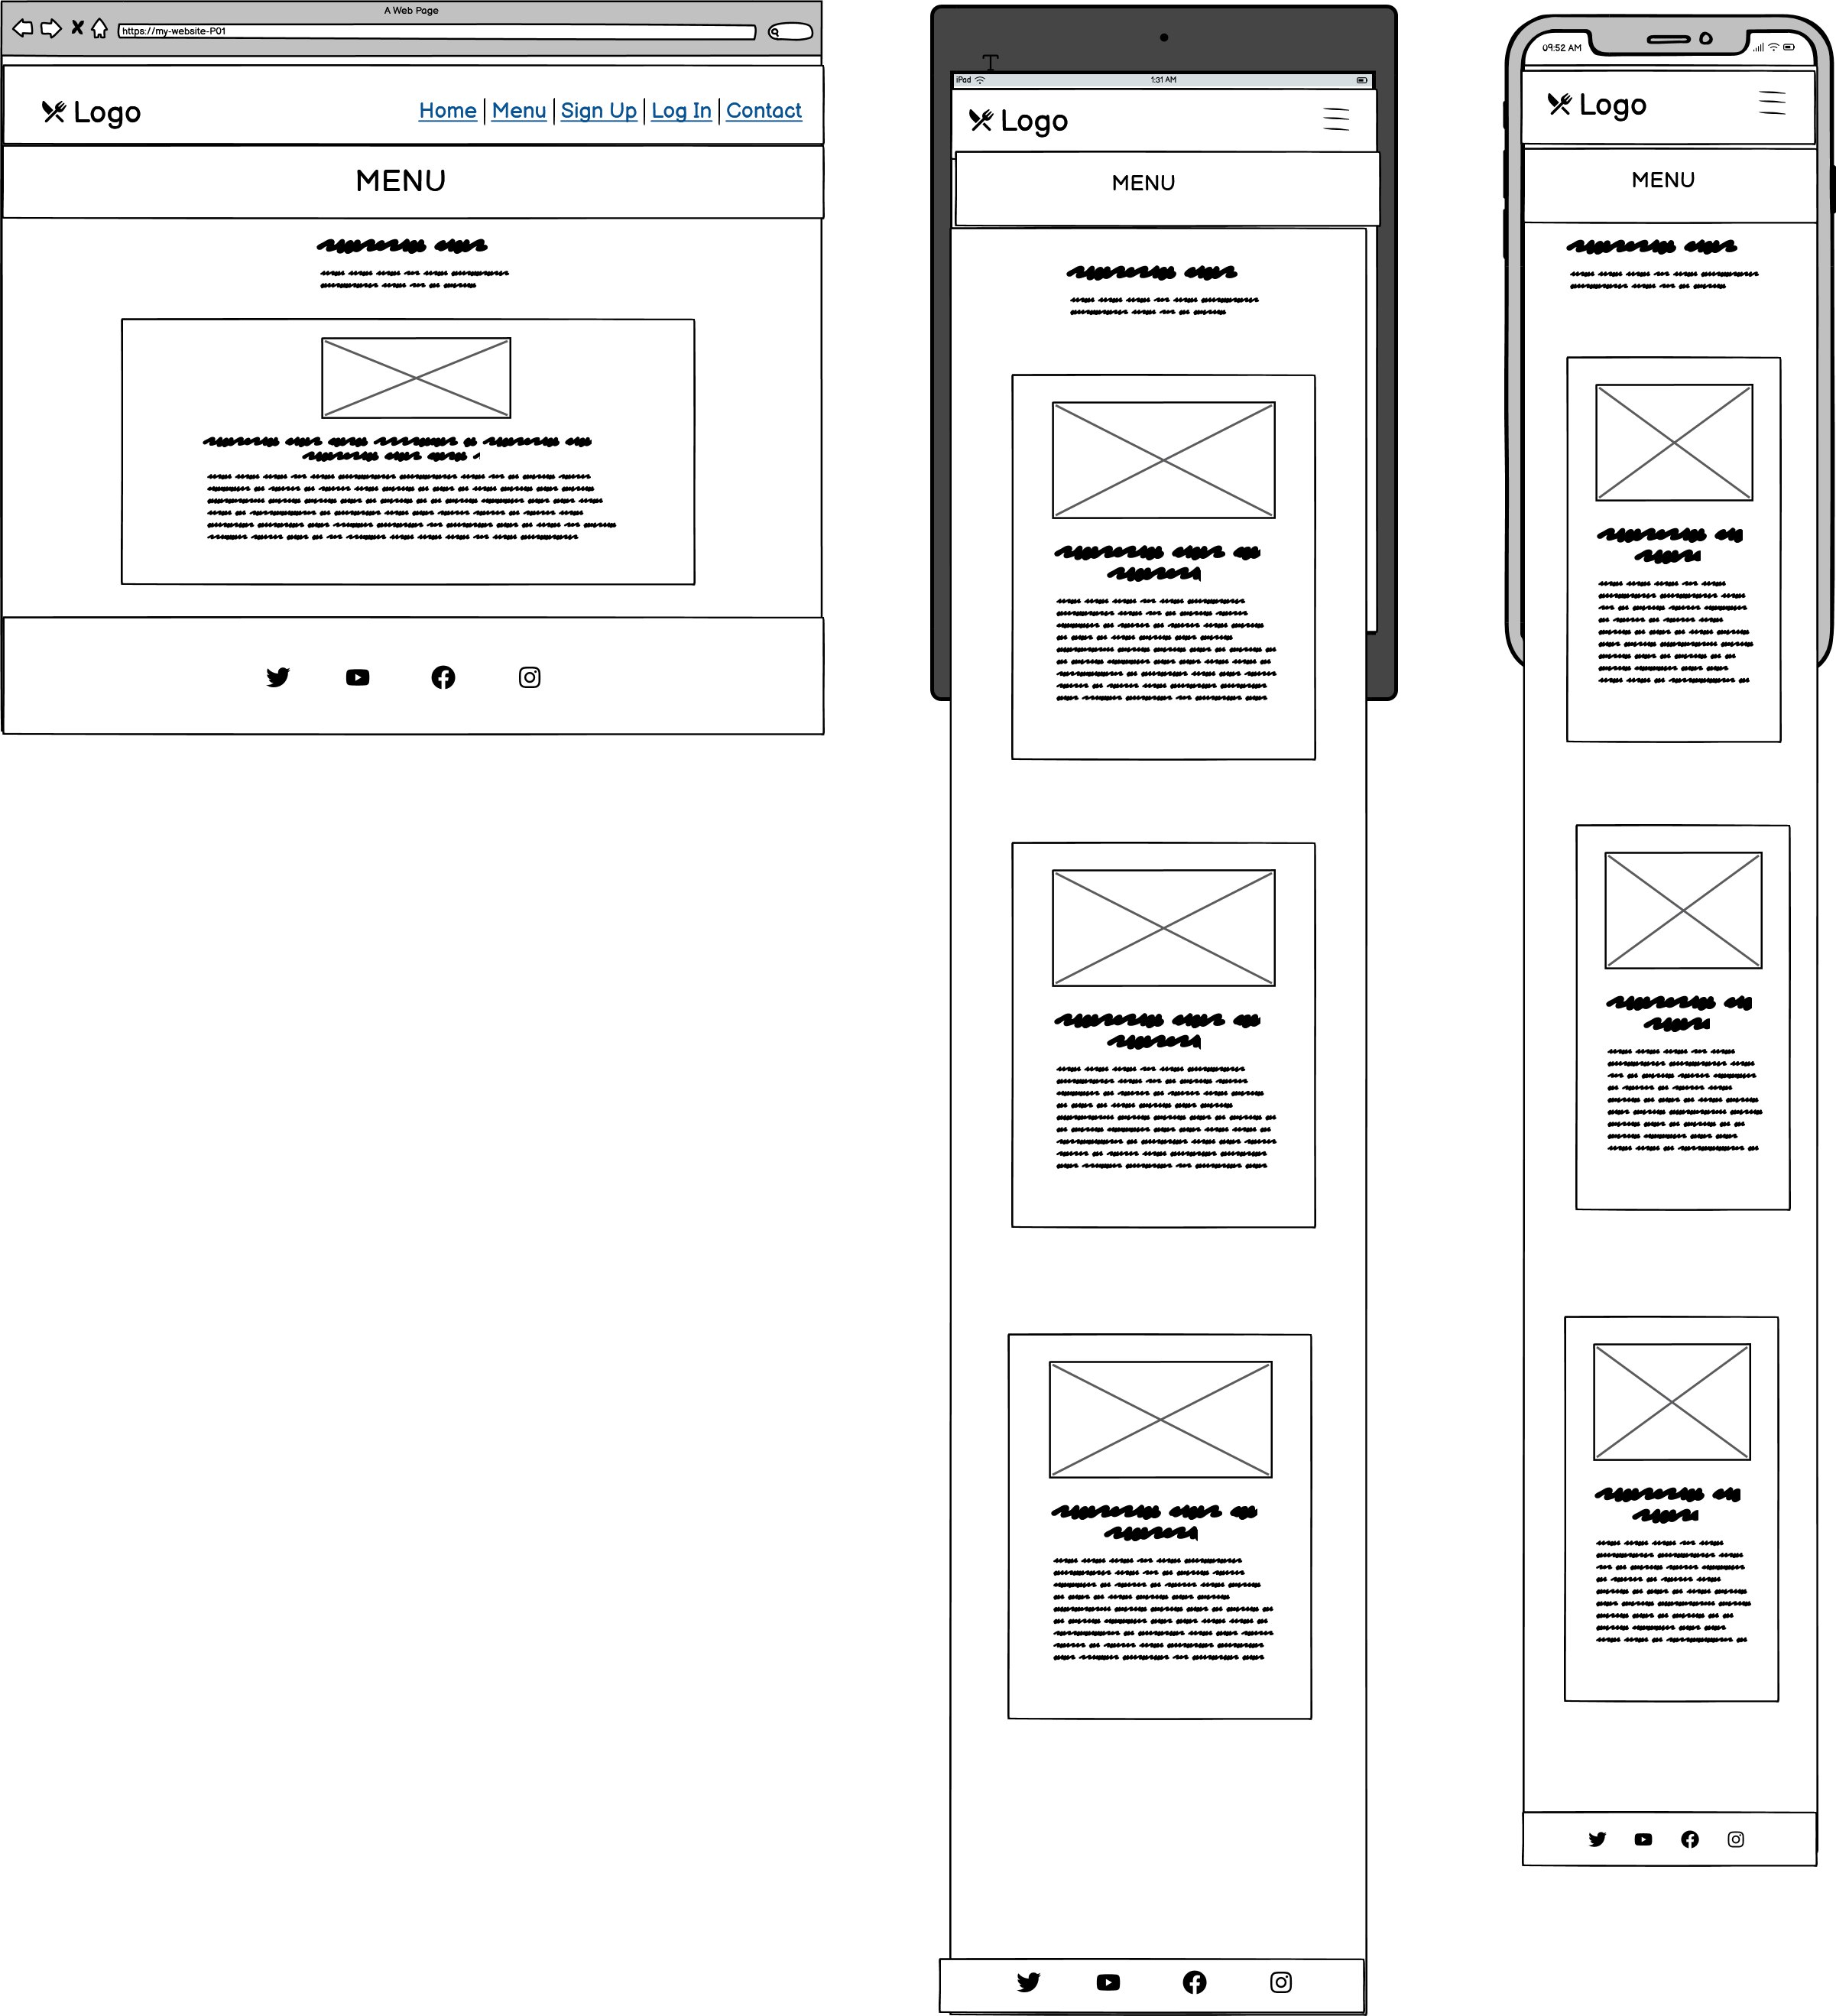 A Web Page
https://my-website-P01
Logo
Home | Menu | Sign Up | Log In | Contact
MENU
T
iPad
1:31 AM
Logo
MENU
09:52 AM
Logo
MENU